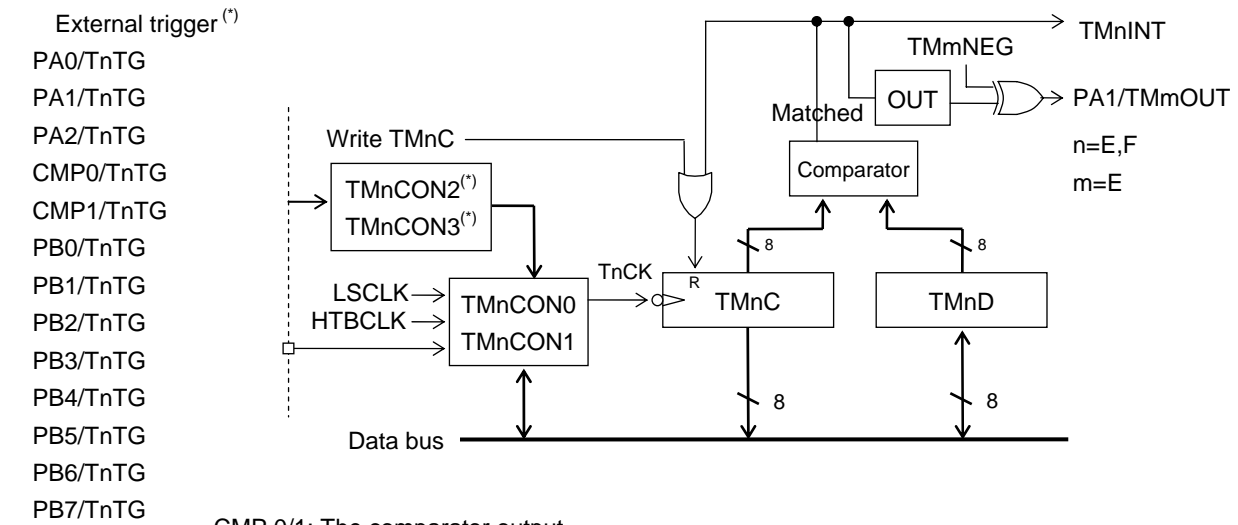 External trigger (*)
PA0/TnTG
PA1/TnTG
PA2/TnTG
CMP0/TnTG
CMP1/TnTG
PB0/TnTG
PB1/TnTG
PB2/TnTG
PB3/TnTG
PB4/TnTG
PB5/TnTG
PB6/TnTG
PB7/TnTG
Write TMnC
TMnCON2(*)
TMnCON3(*)
LSCLK
HTBCLK
TMnCON0
TMnCON1
TnCK
R
TMnC
8
8
Matched
Comparator
OUT
TMmNEG
TMnINT
PA1/TMmOUT
n=E,F
m=E
8
TMnD
8
Data bus
CMP 0/1: The comparator output